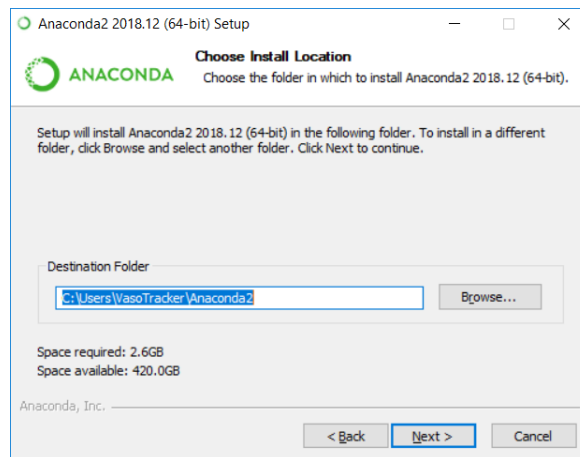 Anaconda2 2018.12 (64-bit) Setup
ANACONDA
Choose Install Location
Choose the folder in which to install Anaconda2 2018.12 (64-bit).
Setup will install Anaconda2 2018.12 (64-bit) in the following folder. To install in a different
folder, click Browse and select another folder. Click Next to continue.
Destination Folder
C:\Users\VasoTracker\Anaconda2
Browse...
Space required: 2.6GB
Space available: 420.0GB
Anaconda, Inc.
< Back
Next >
Cancel